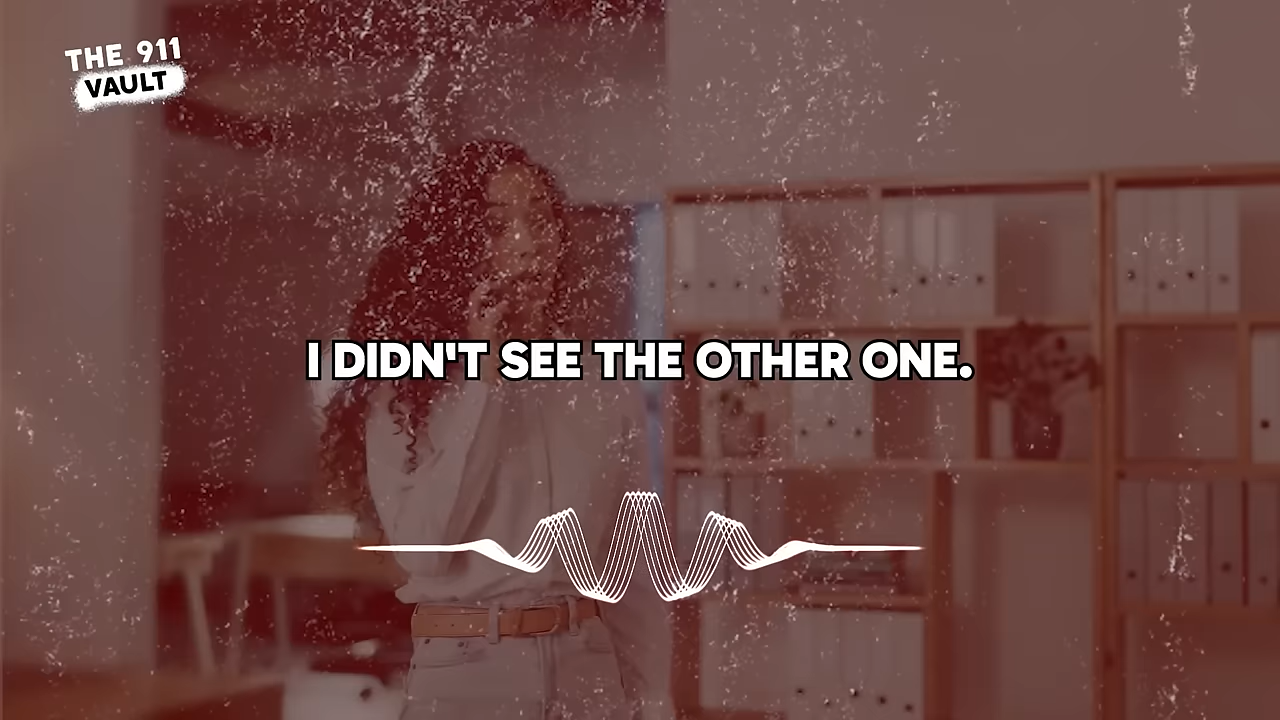 THE 911
VAULT
I DIDN'T SEE THE OTHER ONE.